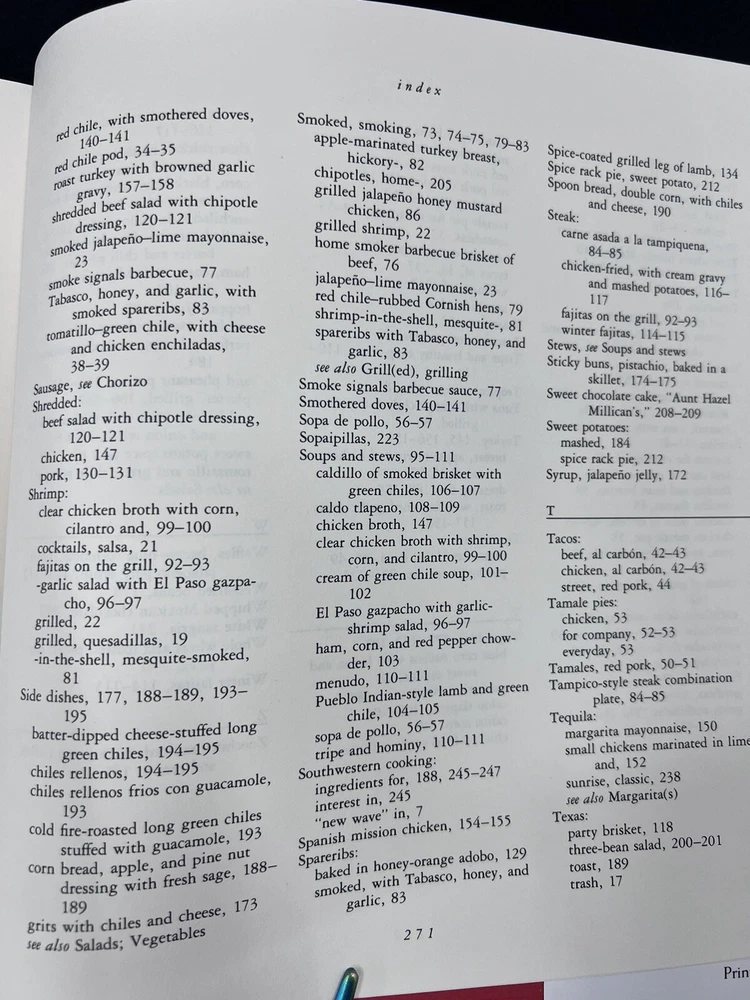 index
red chile, with smothered doves,
140–141
red chile pod, 34–35
roast turkey with browned garlic
gravy, 157–158
shredded beef salad with chipotle
dressing, 120–121
smoked jalapeño–lime mayonnaise,
23
smoke signals barbecue, 77
Tabasco, honey, and garlic, with
smoked spareribs, 83
tomatillo–green chile, with cheese
and chicken enchiladas,
38–39
Sausage, see Chorizo
Shredded:
beef salad with chipotle dressing,
120–121
chicken, 147
pork, 130–131
Shrimp:
clear chicken broth with corn,
cilantro and, 99–100
cocktails, salsa, 21
fajitas on the grill, 92–93
-garlic salad with El Paso gazpa-
cho, 96–97
grilled, 22
grilled, quesadillas, 19
-in-the-shell, mesquite-smoked,
81
Side dishes, 177, 188–189, 193–
195
batter-dipped cheese-stuffed long
green chiles, 194–195
chiles rellenos, 194–195
chiles rellenos frios con guacamole,
193
cold fire-roasted long green chiles
stuffed with guacamole, 193
corn bread, apple, and pine nut
dressing with fresh sage, 188–
189
grits with chiles and cheese, 173
see also Salads; Vegetables
Smoked, smoking, 73, 74–75, 79–83
apple-marinated turkey breast,
hickory-, 82
chipotles, home-, 205
grilled jalapeño honey mustard
chicken, 86
grilled shrimp, 22
home smoker barbecue brisket of
beef, 76
jalapeño–lime mayonnaise, 23
red chile–rubbed Cornish hens, 79
shrimp-in-the-shell, mesquite-, 81
spareribs with Tabasco, honey, and
garlic, 83
see also Grill(ed), grilling
Smoke signals barbecue sauce, 77
Smothered doves, 140–141
Sopa de pollo, 56–57
Sopaipillas, 223
Soups and stews, 95–111
caldillo of smoked brisket with
green chiles, 106–107
caldo tlapeno, 108–109
chicken broth, 147
clear chicken broth with shrimp,
corn, and cilantro, 99–100
cream of green chile soup, 101–
102
El Paso gazpacho with garlic-
shrimp salad, 96–97
ham, corn, and red pepper chow-
der, 103
menudo, 110–111
Pueblo Indian-style lamb and green
chile, 104–105
sopa de pollo, 56–57
tripe and hominy, 110–111
Southwestern cooking:
ingredients for, 188, 245–247
interest in, 245
"new wave" in, 7
Spanish mission chicken, 154–155
Spareribs:
baked in honey-orange adobo, 129
smoked, with Tabasco, honey, and
garlic, 83
Spice-coated grilled leg of lamb, 134
Spice rack pie, sweet potato, 212
Spoon bread, double corn, with chiles
and cheese, 190
Steak:
carne asada a la tampiquena,
84–85
chicken-fried, with cream gravy
and mashed potatoes, 116–
117
fajitas on the grill, 92–93
winter fajitas, 114–115
Stews, see Soups and stews
Sticky buns, pistachio, baked in a
skillet, 174–175
Sweet chocolate cake, "Aunt Hazel
Millican's," 208–209
Sweet potatoes:
mashed, 184
spice rack pie, 212
Syrup, jalapeño jelly, 172
T
Tacos:
beef, al carbón, 42–43
chicken, al carbón, 42–43
street, red pork, 44
Tamale pies:
chicken, 53
for company, 52–53
everyday, 53
Tamales, red pork, 50–51
Tampico-style steak combination
plate, 84–85
Tequila:
margarita mayonnaise, 150
small chickens marinated in lime
and, 152
sunrise, classic, 238
see also Margarita(s)
Texas:
party brisket, 118
three-bean salad, 200–201
toast, 189
trash, 17
271
Prin